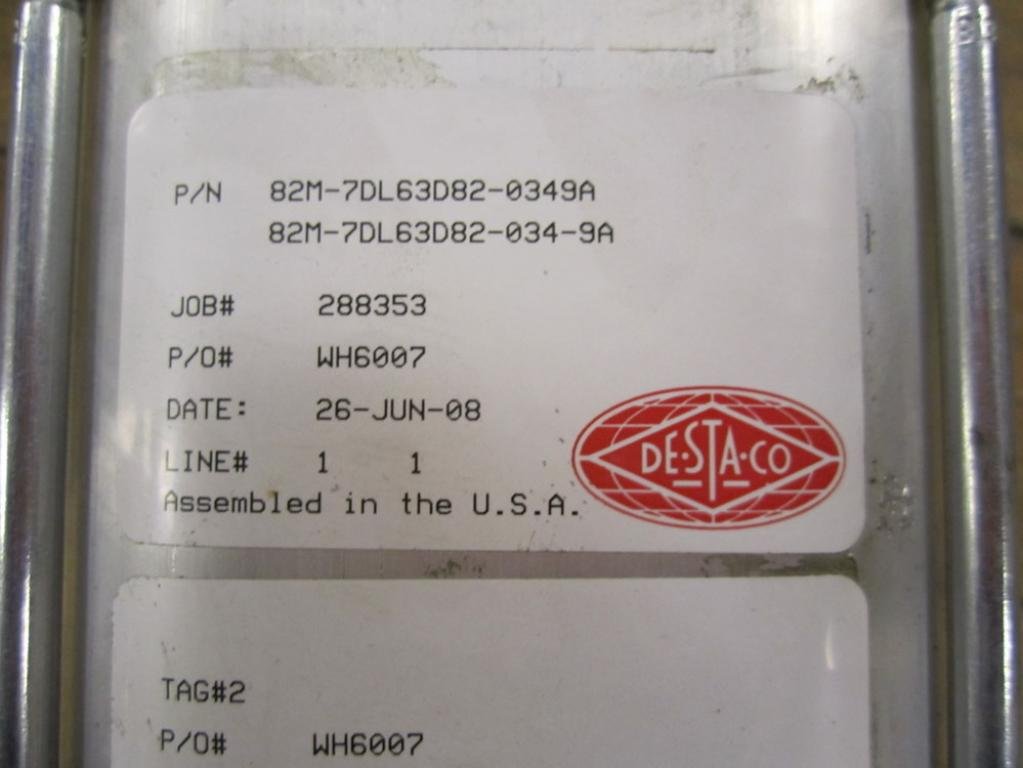 P/N 82M-7DL63D82-0349A
82M-7DL63D82-034-9A
JOB# 288353
P/O# WH6007
DATE: 26-JUN-08
LINE# 1 1
Assembled in the U.S.A.
DE·STA·CO
TAG#2
P/O# WH6007